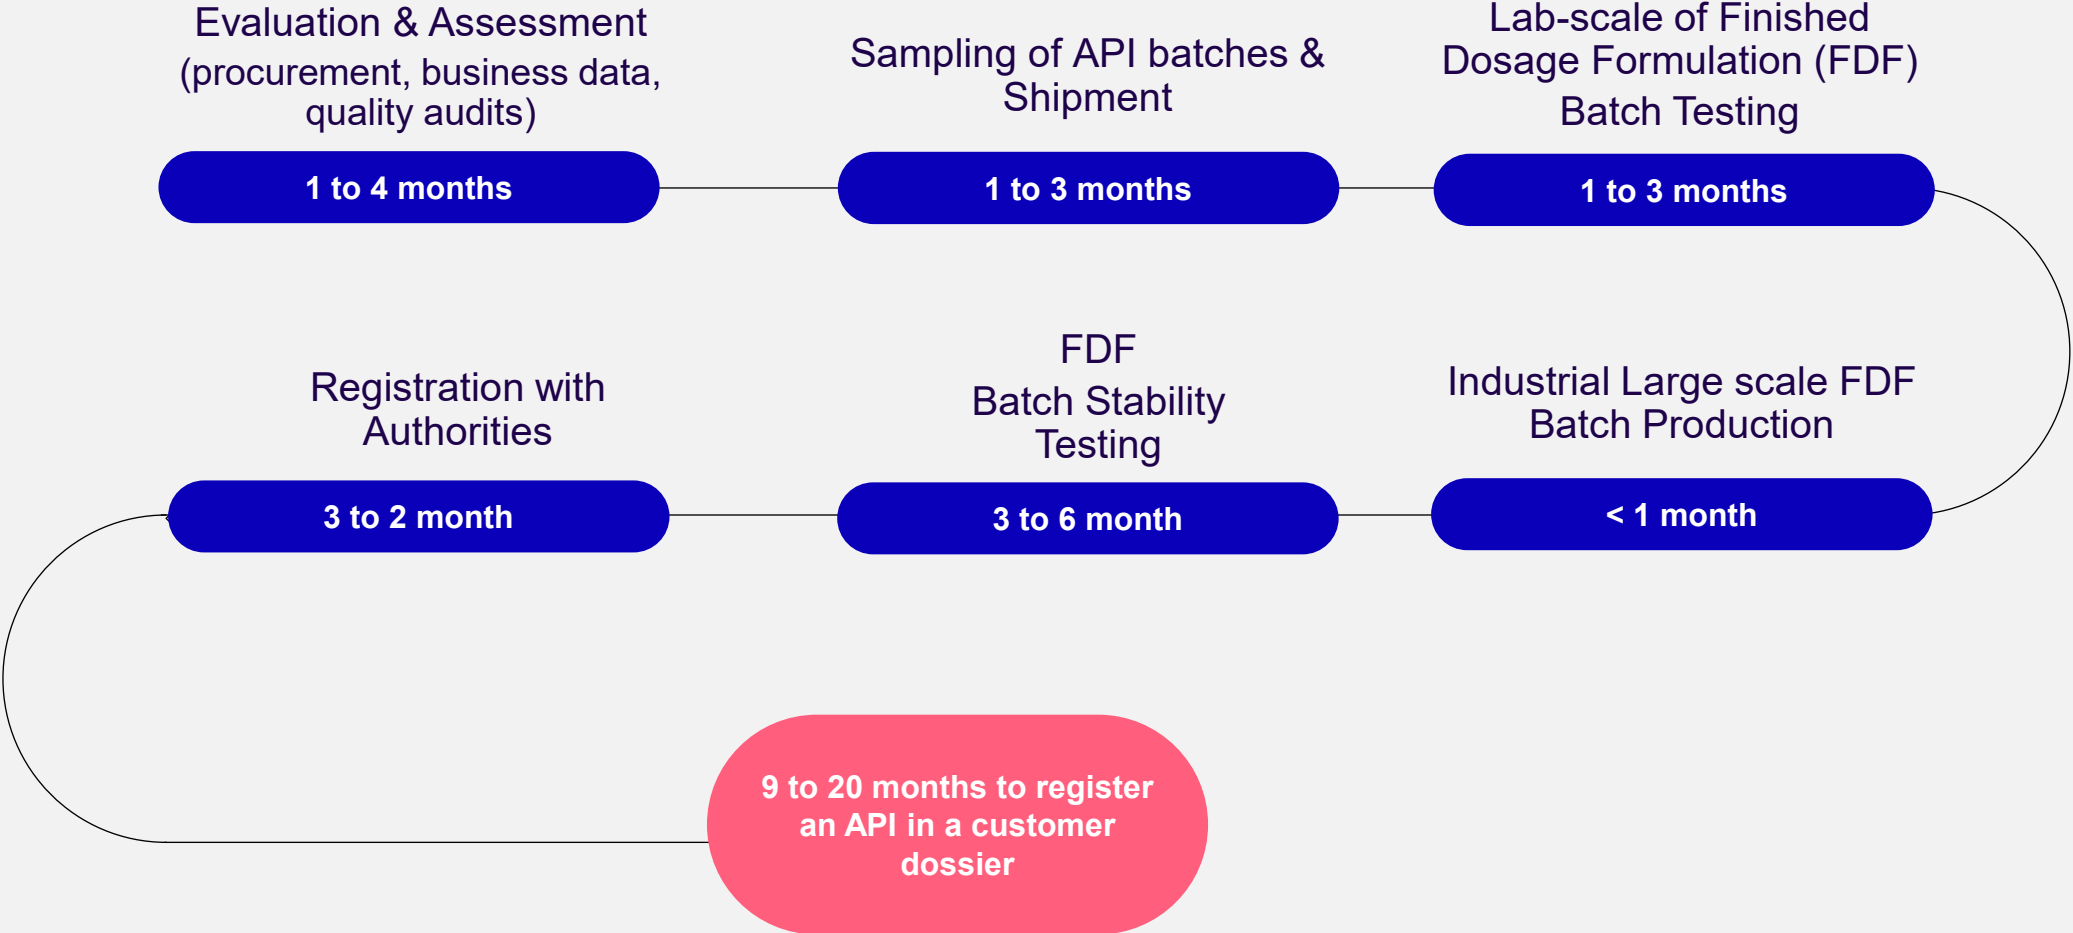 Evaluation & Assessment
(procurement, business data,
quality audits)
1 to 4 months
Sampling of API batches &
Shipment
1 to 3 months
Lab-scale of Finished
Dosage Formulation (FDF)
Batch Testing
1 to 3 months
Registration with
Authorities
3 to 2 month
FDF
Batch Stability
Testing
3 to 6 month
Industrial Large scale FDF
Batch Production
< 1 month
9 to 20 months to register
an API in a customer
dossier